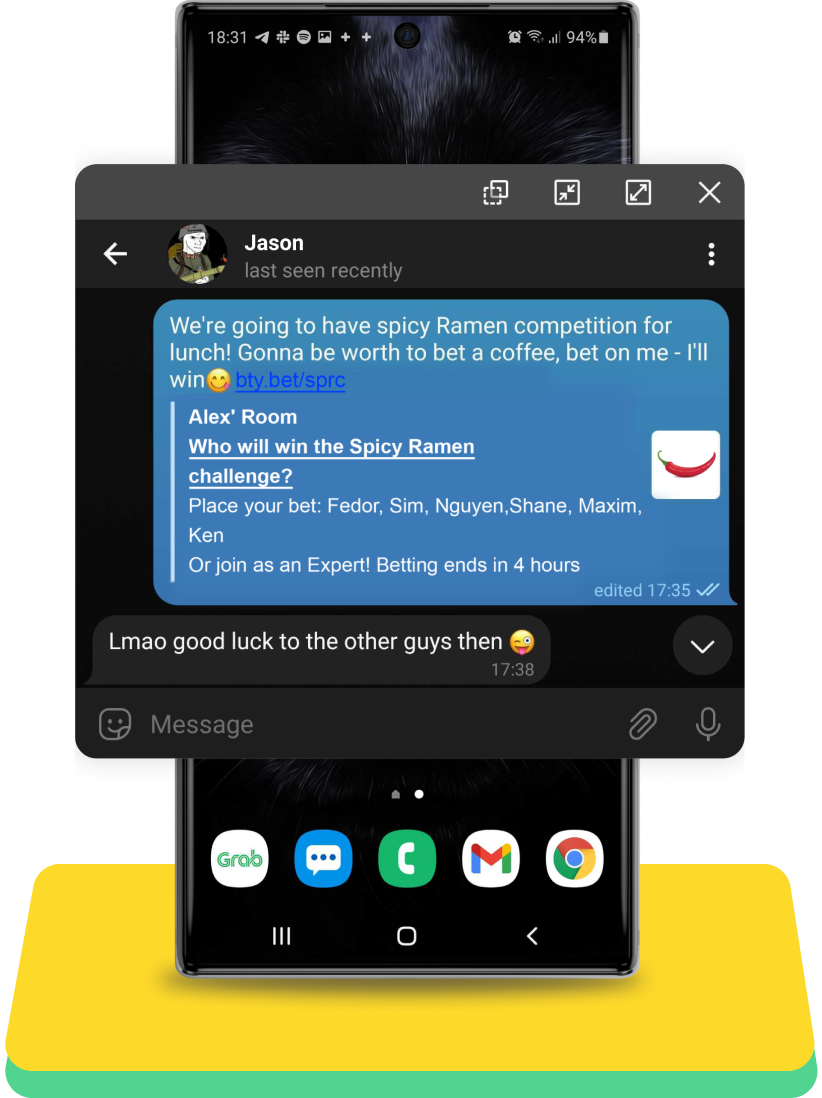 18:31 94%
Jason
last seen recently
We're going to have spicy Ramen competition for
lunch! Gonna be worth to bet a coffee, bet on me - I'll
win😋 bty.bet/sprc
Alex' Room
Who will win the Spicy Ramen
challenge?
Place your bet: Fedor, Sim, Nguyen,Shane, Maxim,
Ken
Or join as an Expert! Betting ends in 4 hours
edited 17:35
Lmao good luck to the other guys then 😜
17:38
Message
Grab